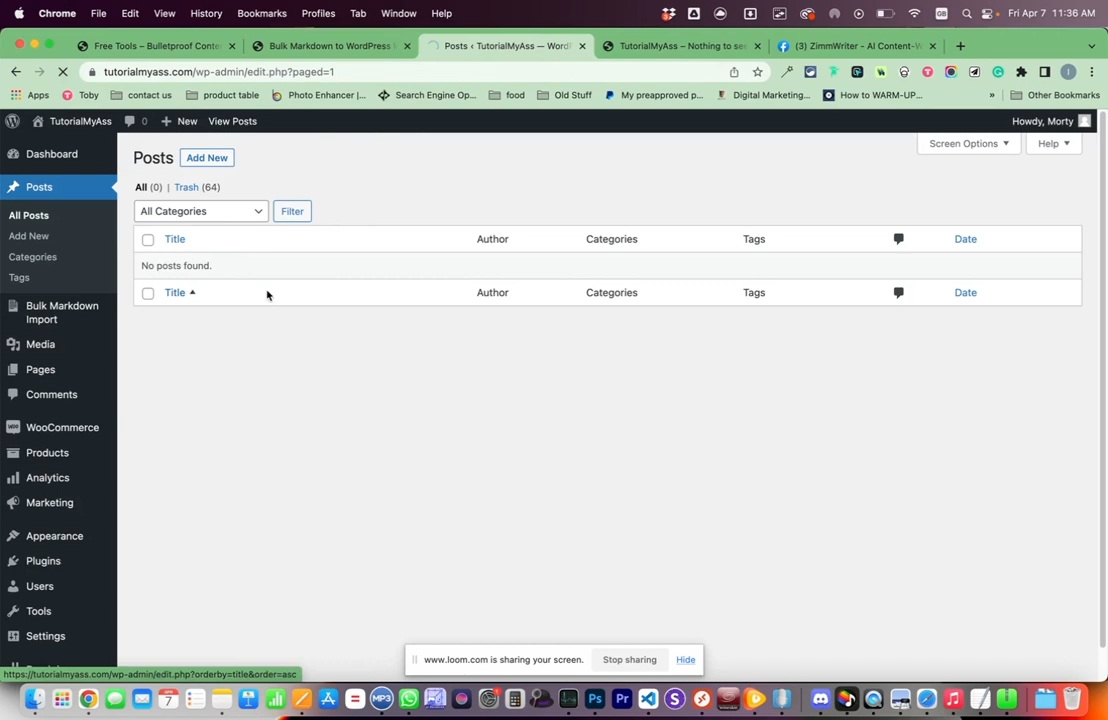 Chrome File Edit View History Bookmarks Profiles Tab Window Help Fri Apr 7 11:36 AM
Free Tools – Bulletproof Conte Bulk Markdown to WordPress Posts ‹ TutorialMyAss — WordP TutorialMyAss – Nothing to see (3) ZimmWriter - AI Content-W
tutorialmyass.com/wp-admin/edit.php?paged=1
Apps Toby contact us product table Photo Enhancer |... Search Engine Op... food Old Stuff My preapproved p... Digital Marketing... How to WARM-UP... » Other Bookmarks
TutorialMyAss 0 New View Posts Howdy, Morty
Screen Options Help
Posts Add New
All (0) | Trash (64)
All Categories Filter
Title Author Categories Tags Date
No posts found.
Title Author Categories Tags Date
Dashboard
Posts
All Posts
Add New
Categories
Tags
Bulk Markdown
Import
Media
Pages
Comments
WooCommerce
Products
Analytics
Marketing
Appearance
Plugins
Users
Tools
Settings
www.loom.com is sharing your screen. Stop sharing Hide
https://tutorialmyass.com/wp-admin/edit.php?orderby=title&order=asc